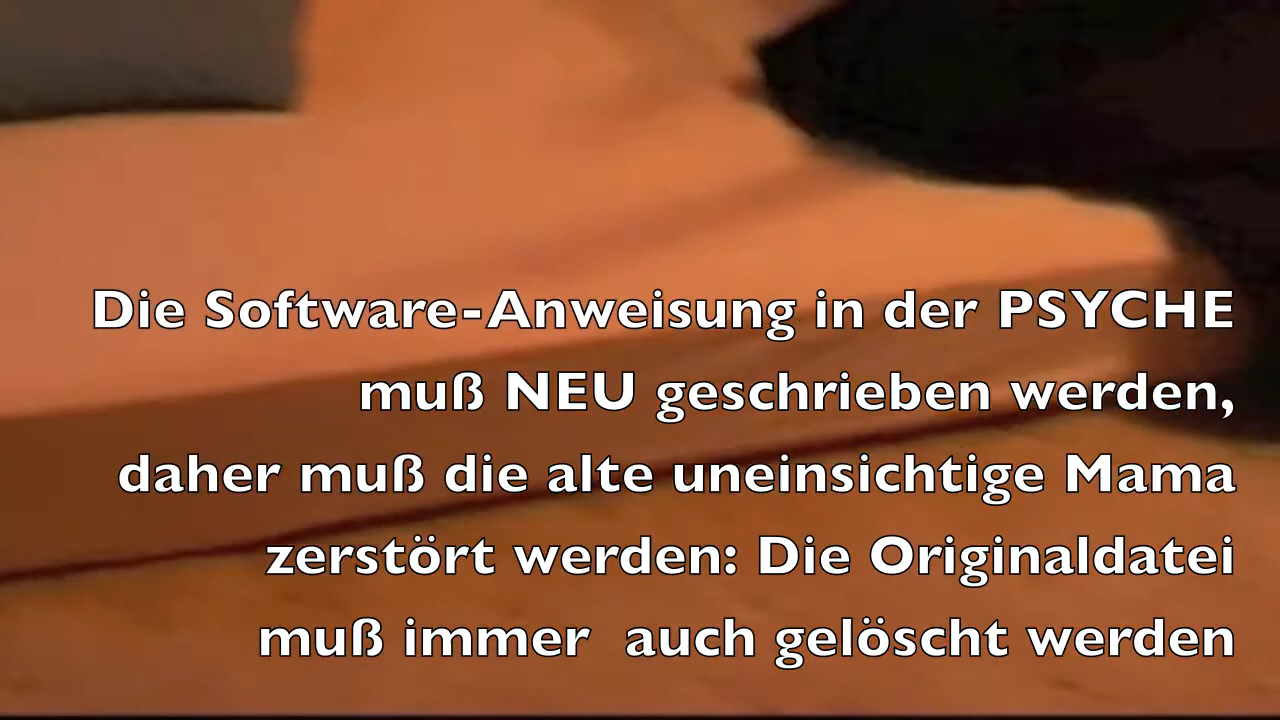 Die Software-Anweisung in der PSYCHE
muß NEU geschrieben werden,
daher muß die alte uneinsichtige Mama
zerstört werden: Die Originaldatei
muß immer  auch gelöscht werden